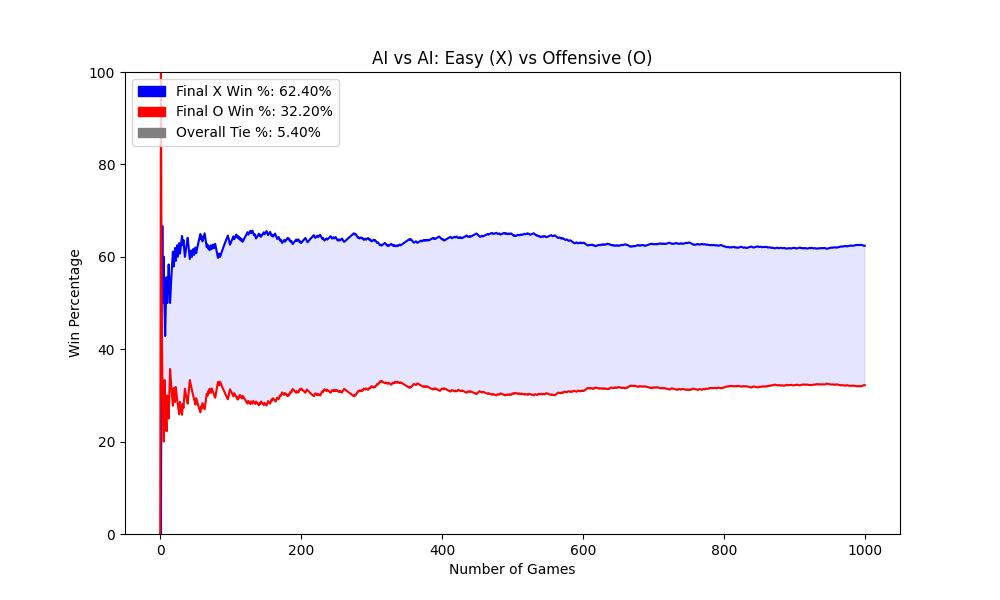 AI vs AI: Easy (X) vs Offensive (O)
Final X Win %: 62.40%
Final O Win %: 32.20%
Overall Tie %: 5.40%
100
80
60
40
20
0
Win Percentage
0 200 400 600 800 1000
Number of Games